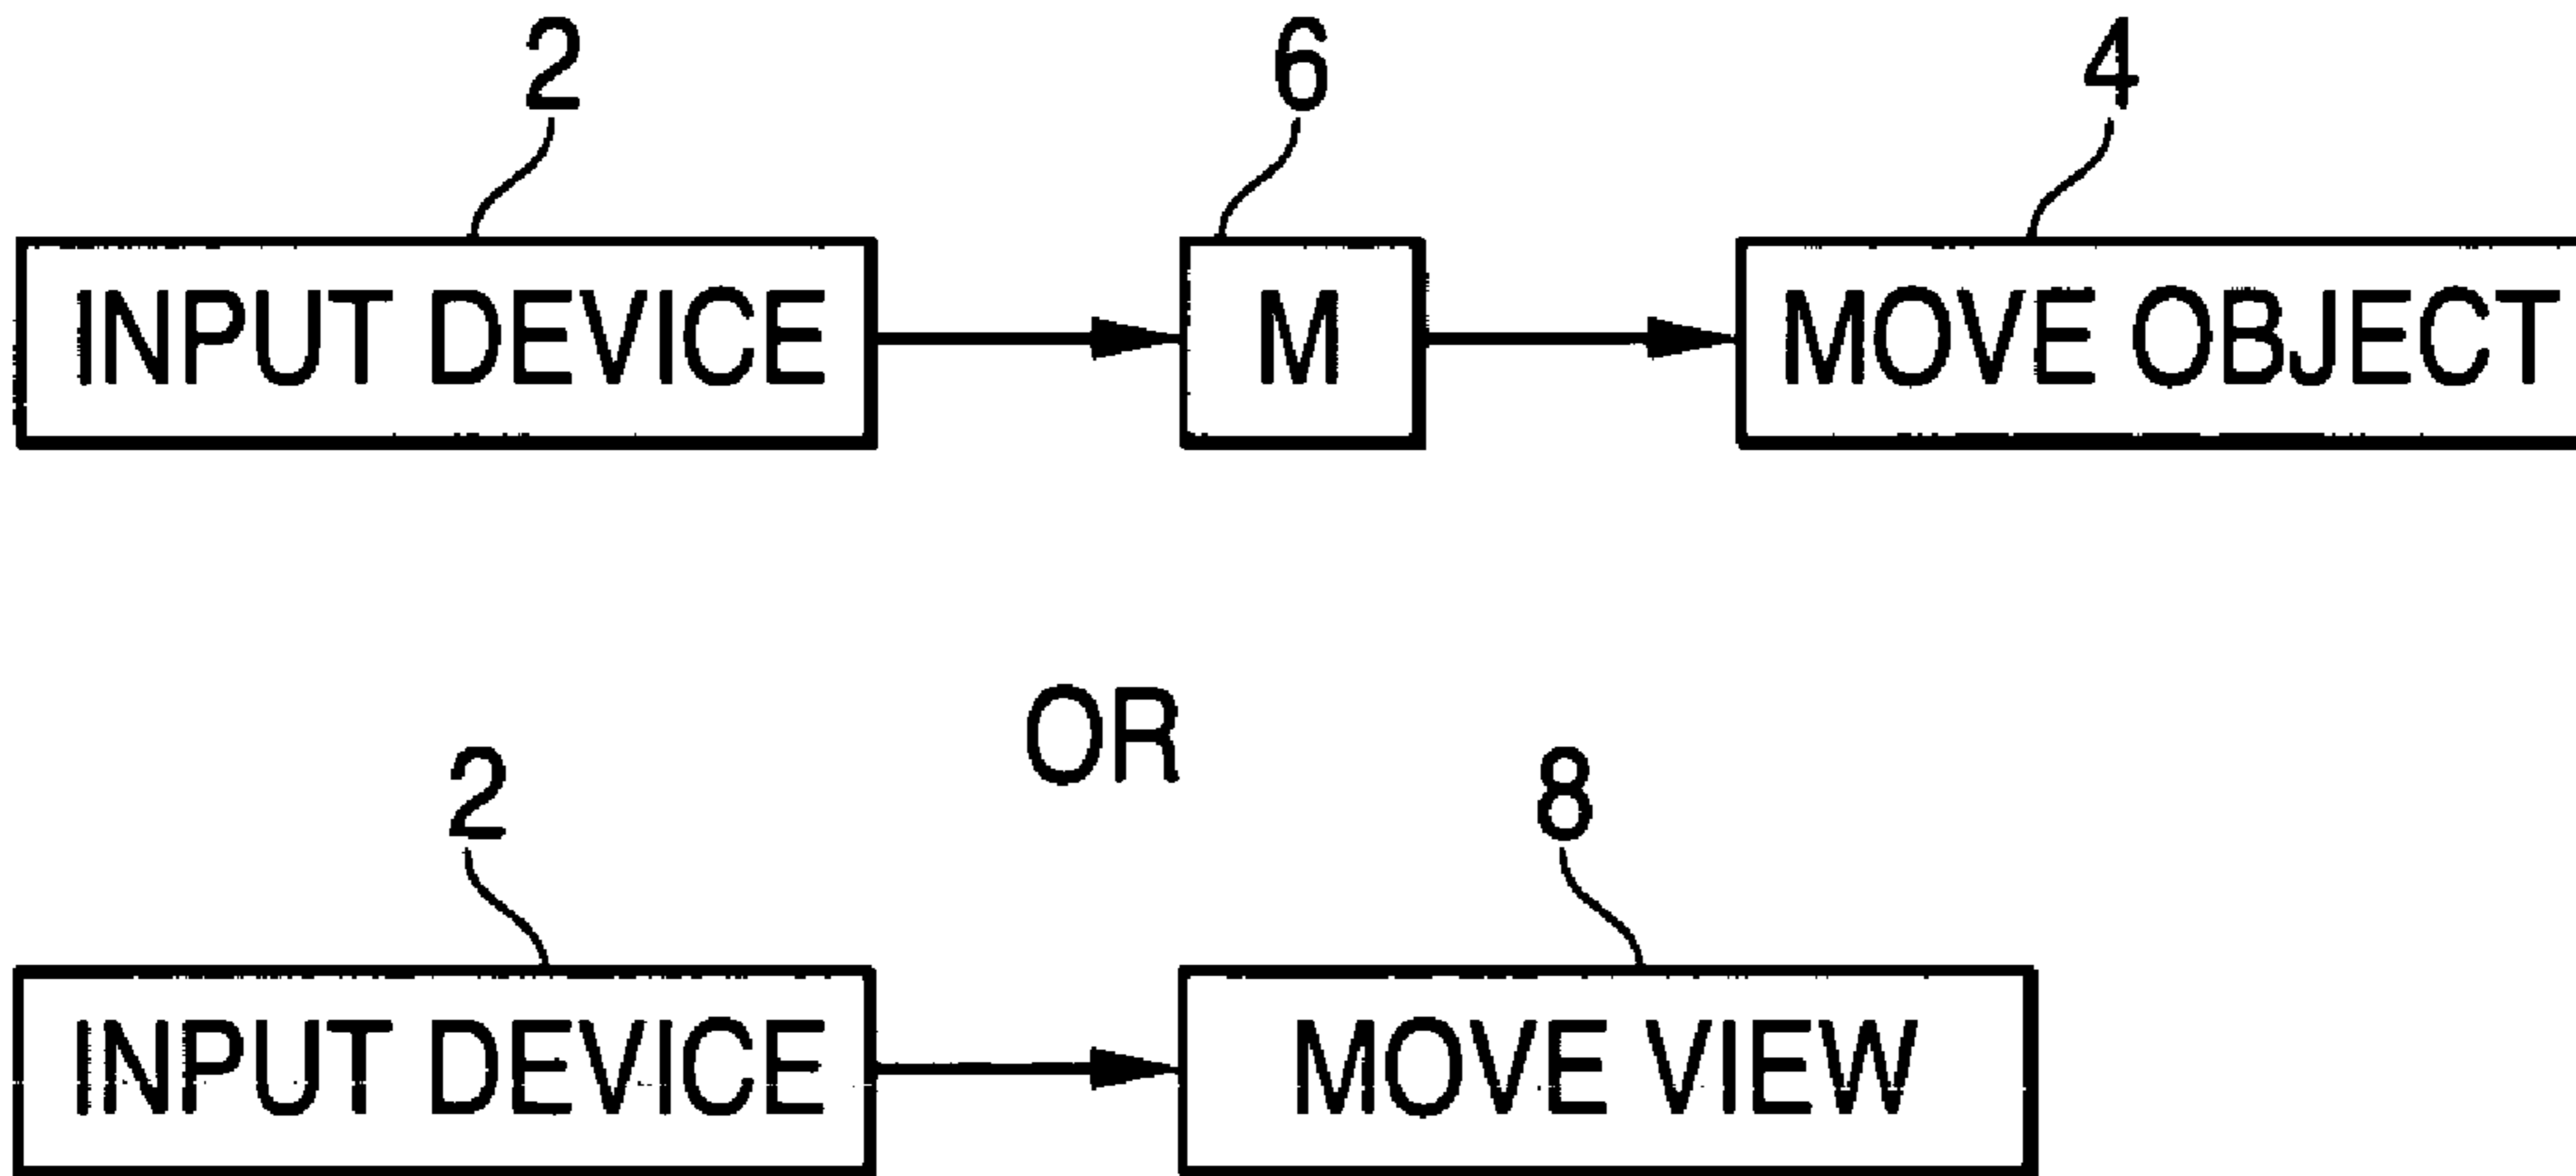 2 6 4
INPUT DEVICE M MOVE OBJECT
OR
2 8
INPUT DEVICE MOVE VIEW